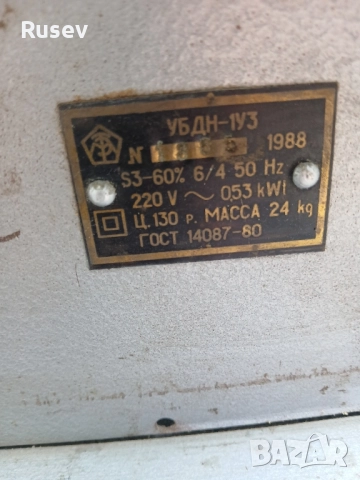 Rusev
УБДН-1У3
N 1988
S3-60% 6/4 50 Hz
220 V ~ 0,53 kWt
Ц.130 р. МАССА 24 kg
ГОСТ 14087-80
BAZAR